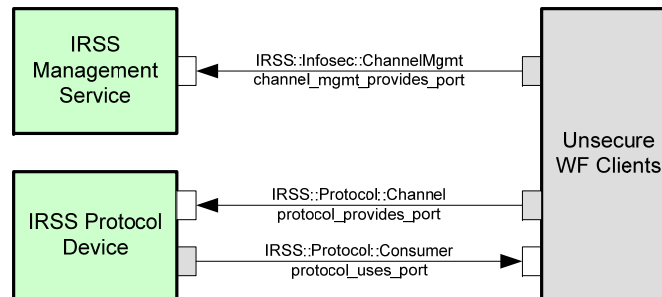 IRSS
Management
Service
IRSS::Infosec::ChannelMgmt
channel_mgmt_provides_port
Unsecure
WF Clients
IRSS Protocol
Device
IRSS::Protocol::Channel
protocol_provides_port
IRSS::Protocol::Consumer
protocol_uses_port